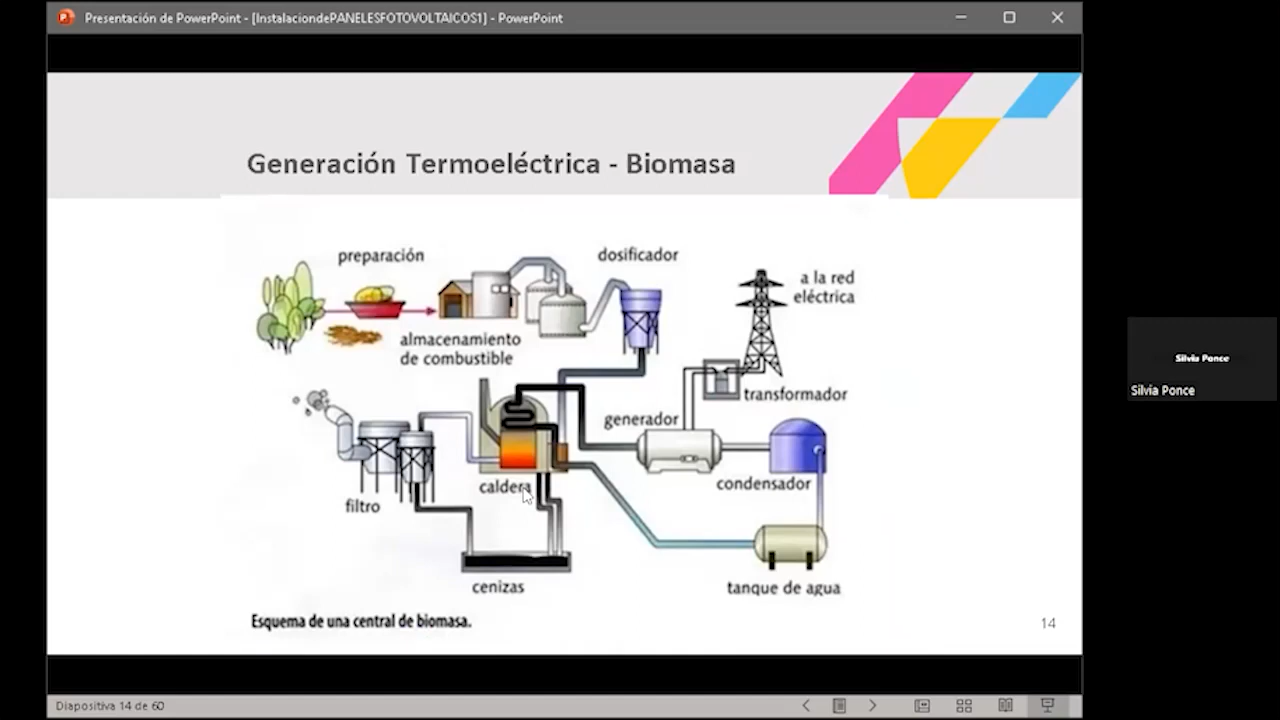 Presentación de PowerPoint - [InstalaciondePANELESFOTOVOLTAICOS1] - PowerPoint
Generación Termoeléctrica - Biomasa
preparación
dosificador
a la red
eléctrica
almacenamiento
de combustible
transformador
generador
caldera
condensador
filtro
cenizas
tanque de agua
Esquema de una central de biomasa.
14
Silvia Ponce
Silvia Ponce
Diapositiva 14 de 60